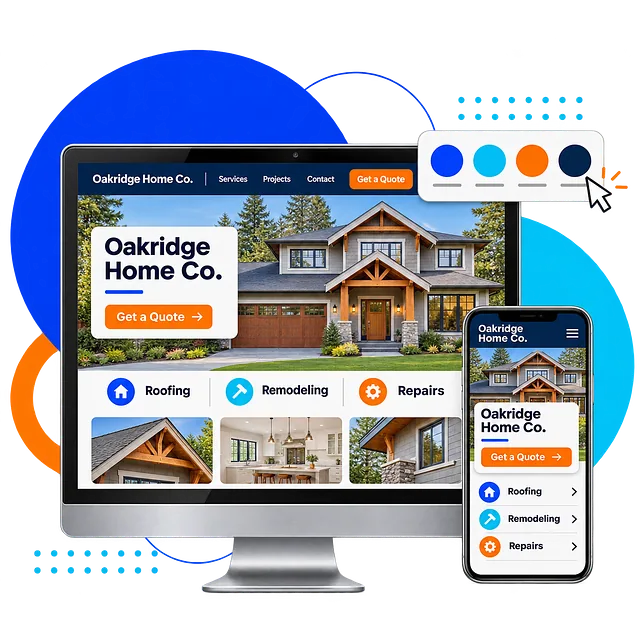 Oakridge Home Co.
Services
Projects
Contact
Get a Quote
Oakridge
Home Co.
Get a Quote
Roofing
Remodeling
Repairs
Oakridge
Home Co.
Oakridge
Home Co.
Get a Quote
Roofing
Remodeling
Repairs